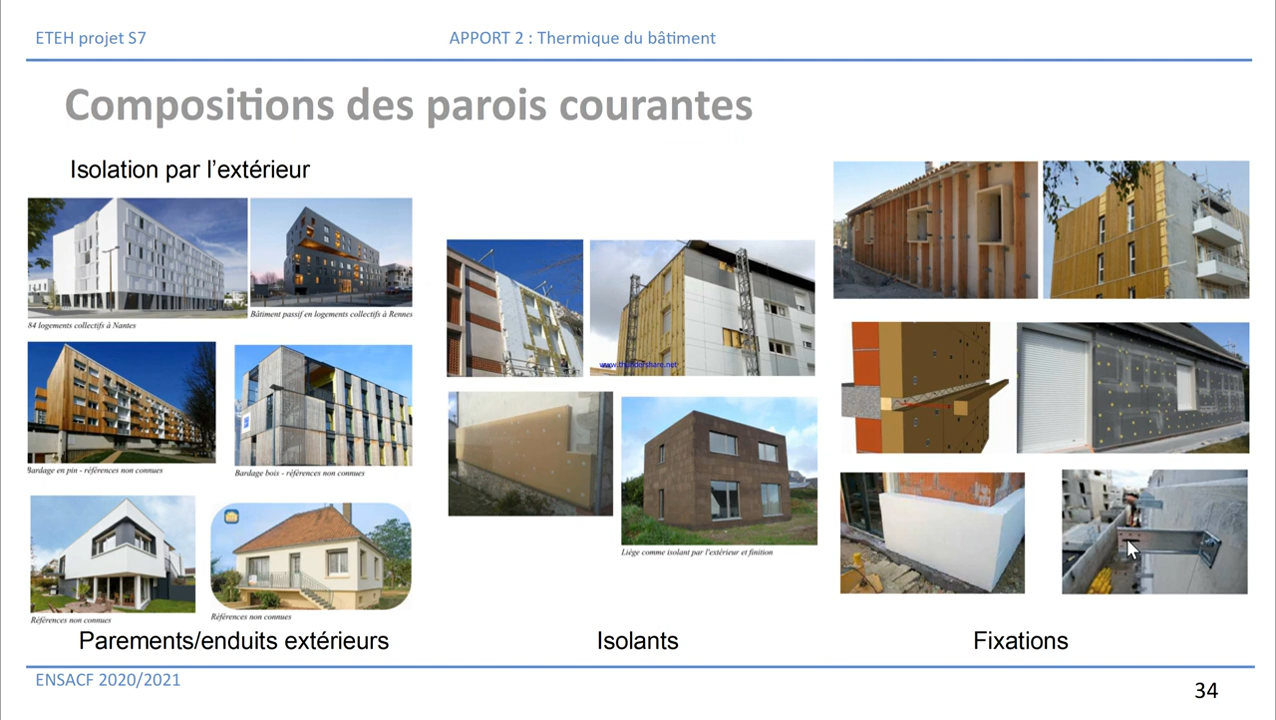 ETEH projet S7
APPORT 2 : Thermique du bâtiment
Compositions des parois courantes
Isolation par l'extérieur
84 logements collectifs à Nantes
Bâtiment passif en logements collectifs à Rennes
Bardage en pin - références non connues
Bardage bois - références non connues
Références non connues
Références non connues
Parements/enduits extérieurs
www.thundershare.net
Liège comme isolant par l'extérieur et finition
Isolants
Fixations
ENSACF 2020/2021
34